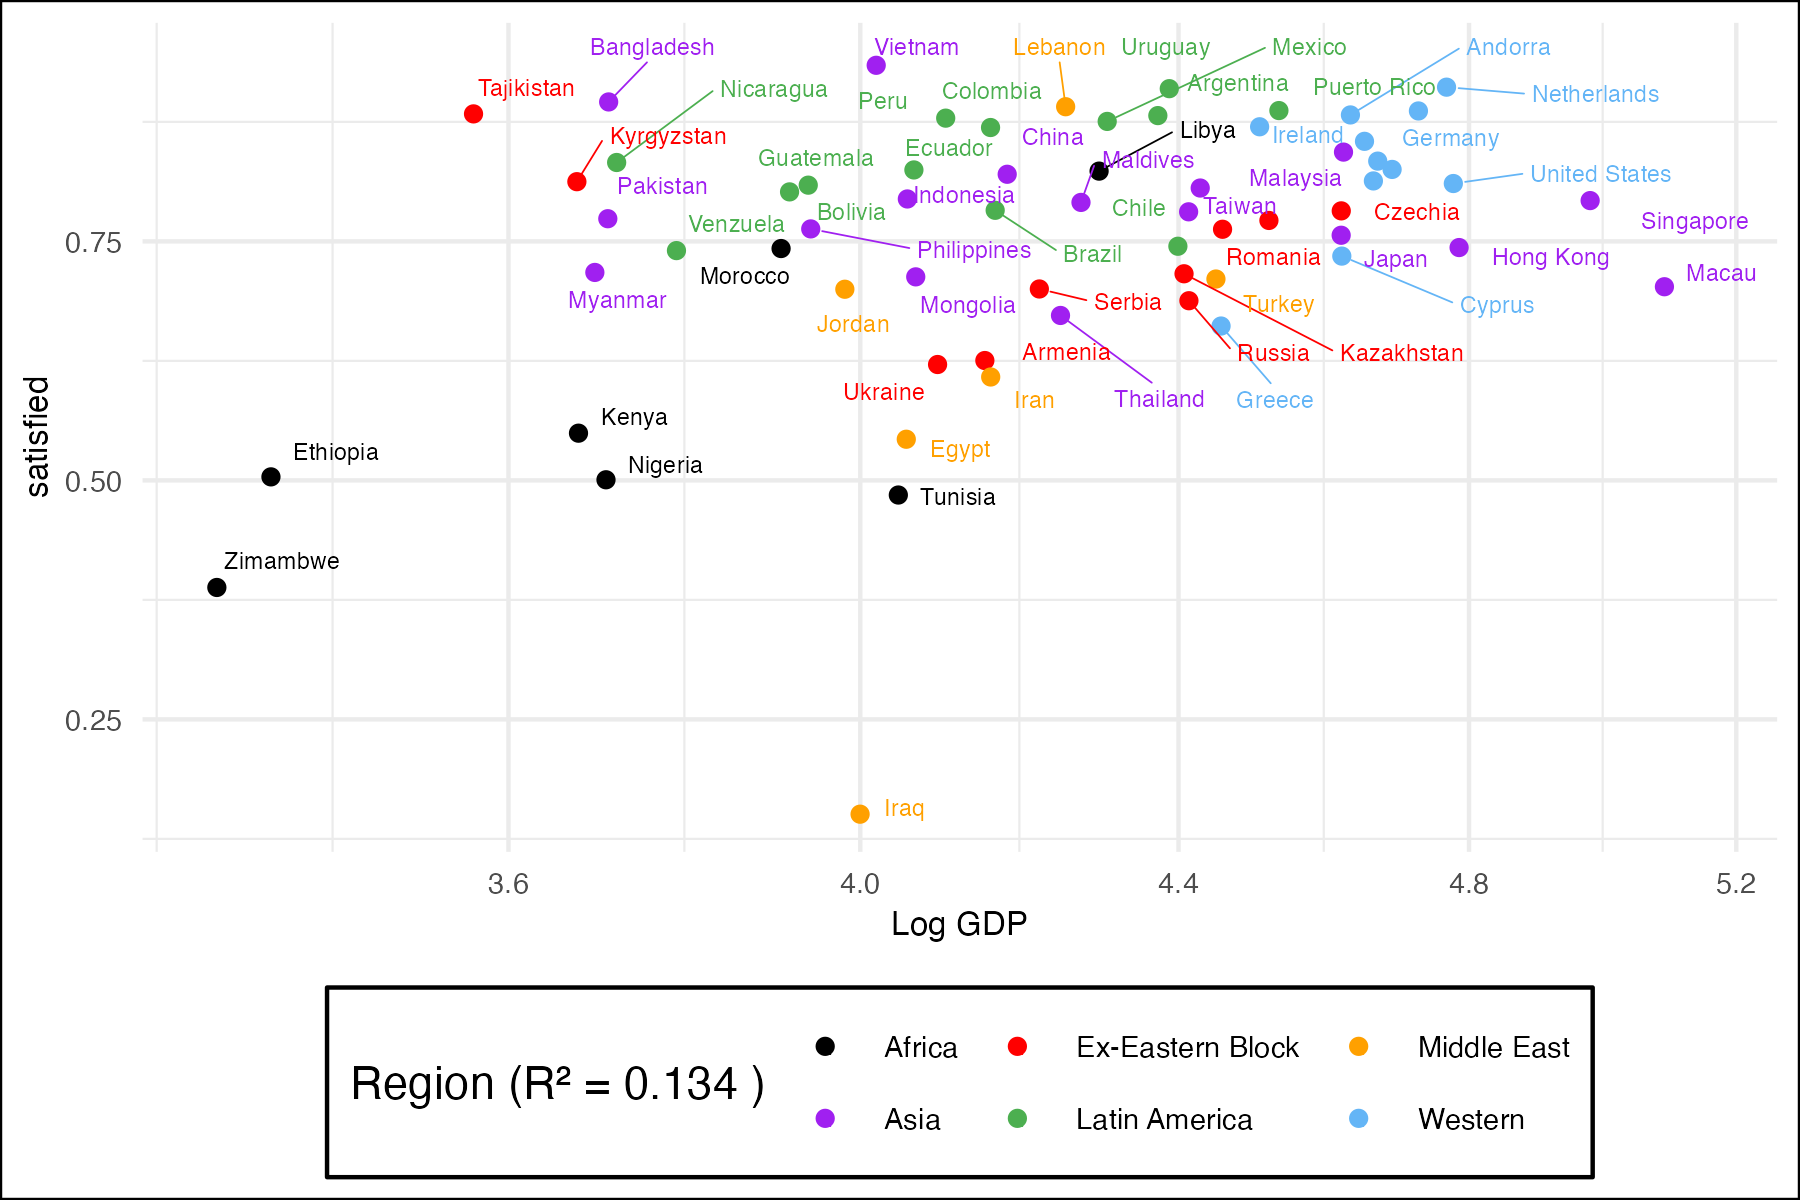 Bangladesh
Vietnam
Lebanon
Uruguay
Mexico
Andorra
Tajikistan
Nicaragua
Peru
Colombia
Argentina
Puerto Rico
Netherlands
Kyrgyzstan
China
Libya
Ireland
Germany
Guatemala
Ecuador
Maldives
Pakistan
Indonesia
Malaysia
United States
Venzuela
Bolivia
Chile
Taiwan
Czechia
Singapore
0.75
Morocco
Philippines
Brazil
Romania
Japan
Hong Kong
Macau
Myanmar
Jordan
Mongolia
Serbia
Turkey
Cyprus
Armenia
Russia
Kazakhstan
Ukraine
Iran
Thailand
Greece
satisfied
Kenya
Egypt
Ethiopia
Nigeria
0.50
Tunisia
Zimambwe
0.25
Iraq
3.6 4.0 4.4 4.8 5.2
Log GDP
Region (R² = 0.134 )
Africa Ex-Eastern Block Middle East
Asia Latin America Western